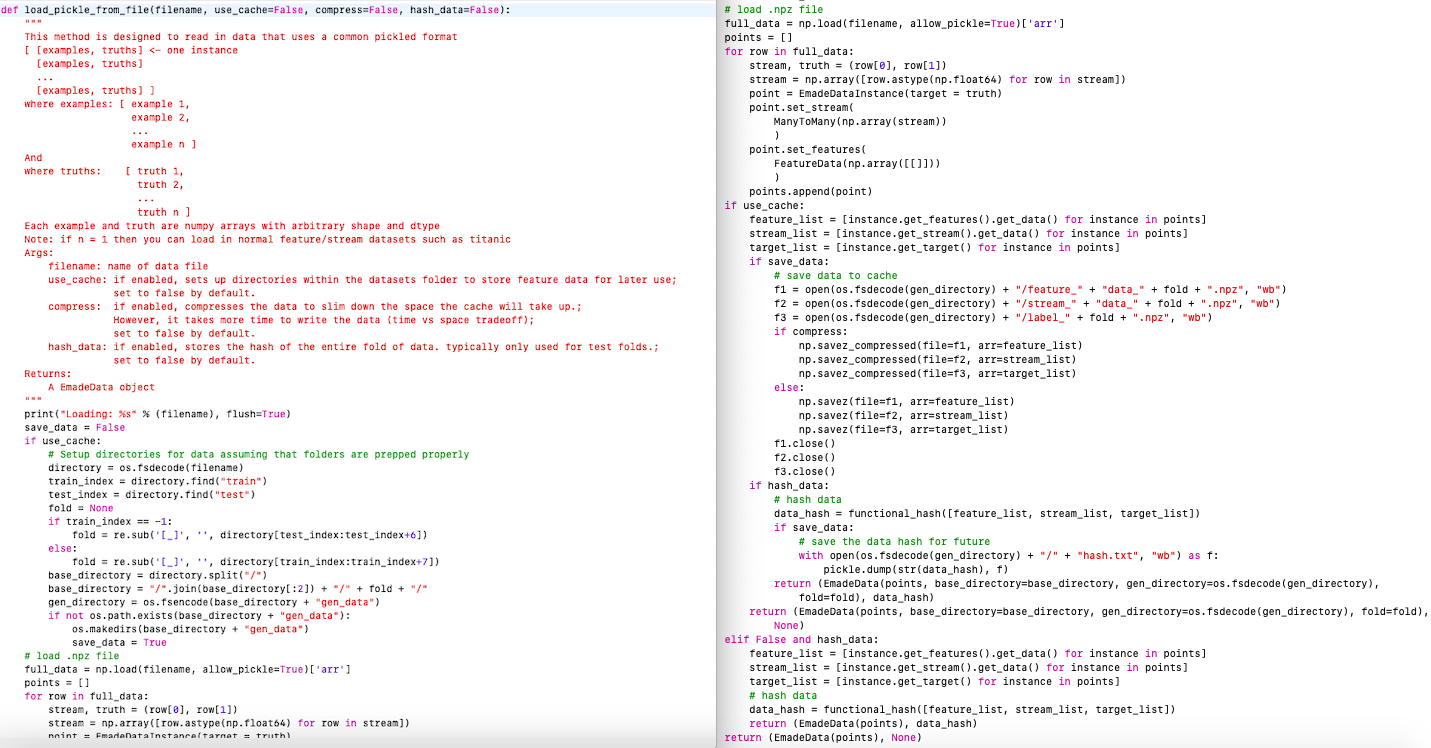 def load_pickle_from_file(filename, use_cache=False, compress=False, hash_data=False):
    """
    This method is designed to read in data that uses a common pickled format
    [ [examples, truths] <- one instance
      [examples, truths]
      ...
      [examples, truths] ]
    where examples: [ example 1,
                      example 2,
                      ...
                      example n ]
    And
    where truths:    [ truth 1,
                       truth 2,
                       ...
                       truth n ]
    Each example and truth are numpy arrays with arbitrary shape and dtype
    Note: if n = 1 then you can load in normal feature/stream datasets such as titanic
    Args:
        filename: name of data file
        use_cache: if enabled, sets up directories within the datasets folder to store feature data for later use;
                   set to false by default.
        compress:  if enabled, compresses the data to slim down the space the cache will take up.;
                   However, it takes more time to write the data (time vs space tradeoff);
                   set to false by default.
        hash_data: if enabled, stores the hash of the entire fold of data. typically only used for test folds.;
                   set to false by default.
    Returns:
        A EmadeData object
    """
    print("Loading: %s" % (filename), flush=True)
    save_data = False
    if use_cache:
        # Setup directories for data assuming that folders are prepped properly
        directory = os.fsdecode(filename)
        train_index = directory.find("train")
        test_index = directory.find("test")
        fold = None
        if train_index == -1:
            fold = re.sub('[_]', '', directory[test_index:test_index+6])
        else:
            fold = re.sub('[_]', '', directory[train_index:train_index+7])
        base_directory = directory.split("/")
        base_directory = "/".join(base_directory[:2]) + "/" + fold + "/"
        gen_directory = os.fsencode(base_directory + "gen_data")
        if not os.path.exists(base_directory + "gen_data"):
            os.makedirs(base_directory + "gen_data")
            save_data = True
    # load .npz file
    full_data = np.load(filename, allow_pickle=True)['arr']
    points = []
    for row in full_data:
        stream, truth = (row[0], row[1])
        stream = np.array([row.astype(np.float64) for row in stream])
        point = EmadeDataInstance(target = truth)
# load .npz file
full_data = np.load(filename, allow_pickle=True)['arr']
points = []
for row in full_data:
    stream, truth = (row[0], row[1])
    stream = np.array([row.astype(np.float64) for row in stream])
    point = EmadeDataInstance(target = truth)
    point.set_stream(
        ManyToMany(np.array(stream))
        )
    point.set_features(
        FeatureData(np.array([[]]))
        )
    points.append(point)
if use_cache:
    feature_list = [instance.get_features().get_data() for instance in points]
    stream_list = [instance.get_stream().get_data() for instance in points]
    target_list = [instance.get_target() for instance in points]
    if save_data:
        # save data to cache
        f1 = open(os.fsdecode(gen_directory) + "/feature_" + "data_" + fold + ".npz", "wb")
        f2 = open(os.fsdecode(gen_directory) + "/stream_" + "data_" + fold + ".npz", "wb")
        f3 = open(os.fsdecode(gen_directory) + "/label_" + fold + ".npz", "wb")
        if compress:
            np.savez_compressed(file=f1, arr=feature_list)
            np.savez_compressed(file=f2, arr=stream_list)
            np.savez_compressed(file=f3, arr=target_list)
        else:
            np.savez(file=f1, arr=feature_list)
            np.savez(file=f2, arr=stream_list)
            np.savez(file=f3, arr=target_list)
        f1.close()
        f2.close()
        f3.close()
    if hash_data:
        # hash data
        data_hash = functional_hash([feature_list, stream_list, target_list])
        if save_data:
            # save the data hash for future
            with open(os.fsdecode(gen_directory) + "/" + "hash.txt", "wb") as f:
                pickle.dump(str(data_hash), f)
        return (EmadeData(points, base_directory=base_directory, gen_directory=os.fsdecode(gen_directory),
            fold=fold), data_hash)
    return (EmadeData(points, base_directory=base_directory, gen_directory=os.fsdecode(gen_directory), fold=fold),
        None)
elif False and hash_data:
    feature_list = [instance.get_features().get_data() for instance in points]
    stream_list = [instance.get_stream().get_data() for instance in points]
    target_list = [instance.get_target() for instance in points]
    # hash data
    data_hash = functional_hash([feature_list, stream_list, target_list])
    return (EmadeData(points), data_hash)
return (EmadeData(points), None)